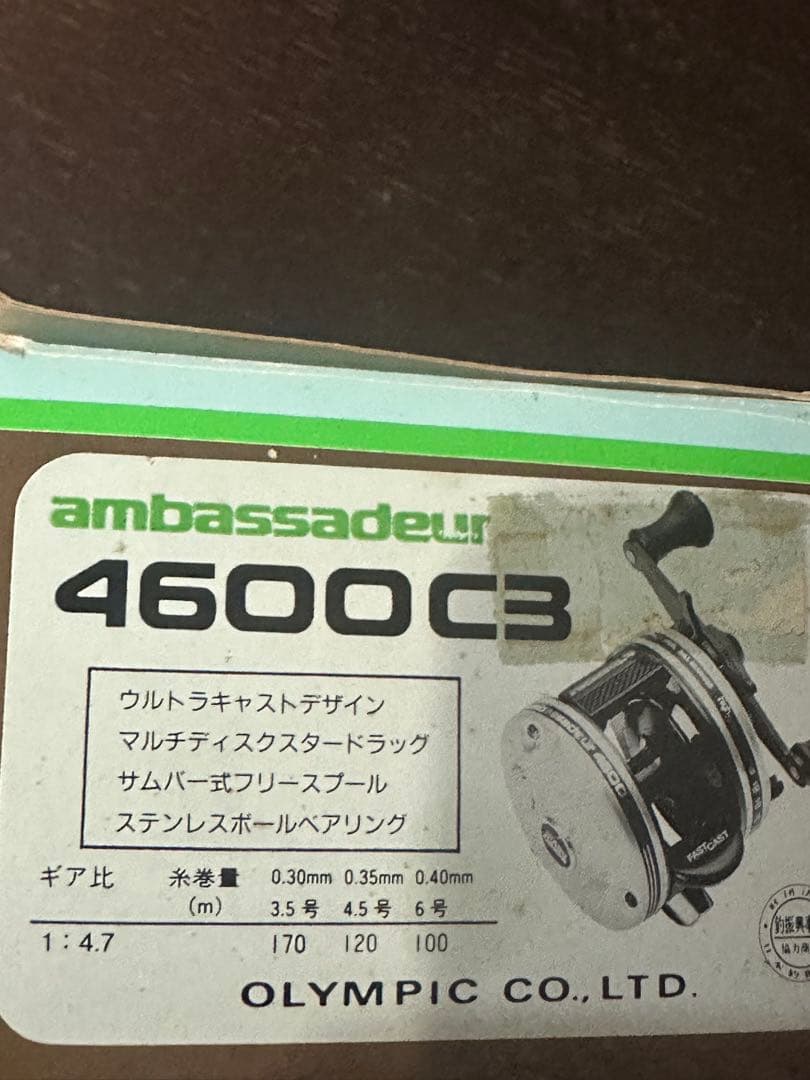 ambassadeur
4600CB
ウルトラキャストデザイン
マルチディスクスタードラッグ
サムバー式フリースプール
ステンレスボールベアリング
ギア比 糸巻量 0.30mm 0.35mm 0.40mm
(m) 3.5号 4.5号 6号
1:4.7 170 120 100
FAST CAST
OLYMPIC CO.,LTD.